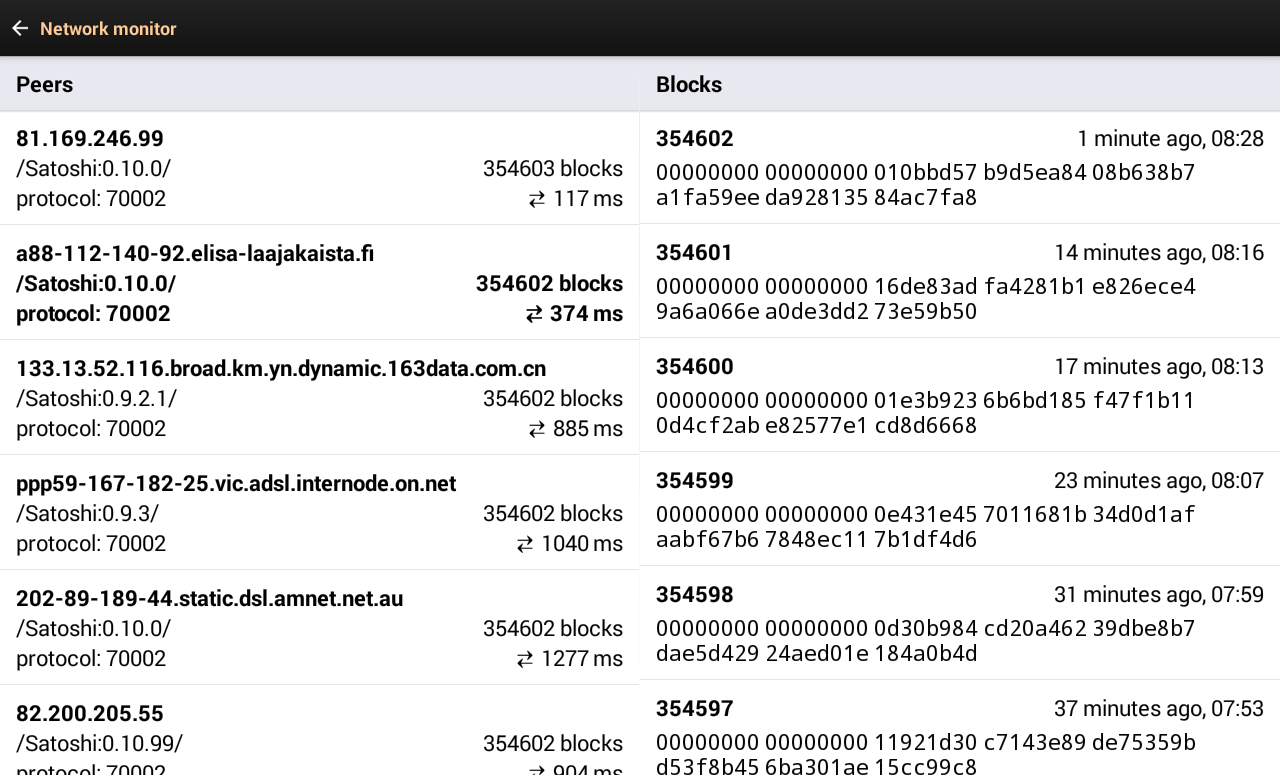 Network monitor
Peers
81.169.246.99
/Satoshi:0.10.0/ 354603 blocks
protocol: 70002 ⇄ 117 ms
a88-112-140-92.elisa-laajakaista.fi
/Satoshi:0.10.0/ 354602 blocks
protocol: 70002 ⇄ 374 ms
133.13.52.116.broad.km.yn.dynamic.163data.com.cn
/Satoshi:0.9.2.1/ 354602 blocks
protocol: 70002 ⇄ 885 ms
ppp59-167-182-25.vic.adsl.internode.on.net
/Satoshi:0.9.3/ 354602 blocks
protocol: 70002 ⇄ 1040 ms
202-89-189-44.static.dsl.amnet.net.au
/Satoshi:0.10.0/ 354602 blocks
protocol: 70002 ⇄ 1277 ms
82.200.205.55
/Satoshi:0.10.99/ 354602 blocks
protocol: 70002 ⇄ 904 ms
Blocks
354602 1 minute ago, 08:28
00000000 00000000 010bbd57 b9d5ea84 08b638b7
a1fa59ee da928135 84ac7fa8
354601 14 minutes ago, 08:16
00000000 00000000 16de83ad fa4281b1 e826ece4
9a6a066e a0de3dd2 73e59b50
354600 17 minutes ago, 08:13
00000000 00000000 01e3b923 6b6bd185 f47f1b11
0d4cf2ab e82577e1 cd8d6668
354599 23 minutes ago, 08:07
00000000 00000000 0e431e45 7011681b 34d0d1af
aabf67b6 7848ec11 7b1df4d6
354598 31 minutes ago, 07:59
00000000 00000000 0d30b984 cd20a462 39dbe8b7
dae5d429 24aed01e 184a0b4d
354597 37 minutes ago, 07:53
00000000 00000000 11921d30 c7143e89 de75359b
d53f8b45 6ba301ae 15cc99c8